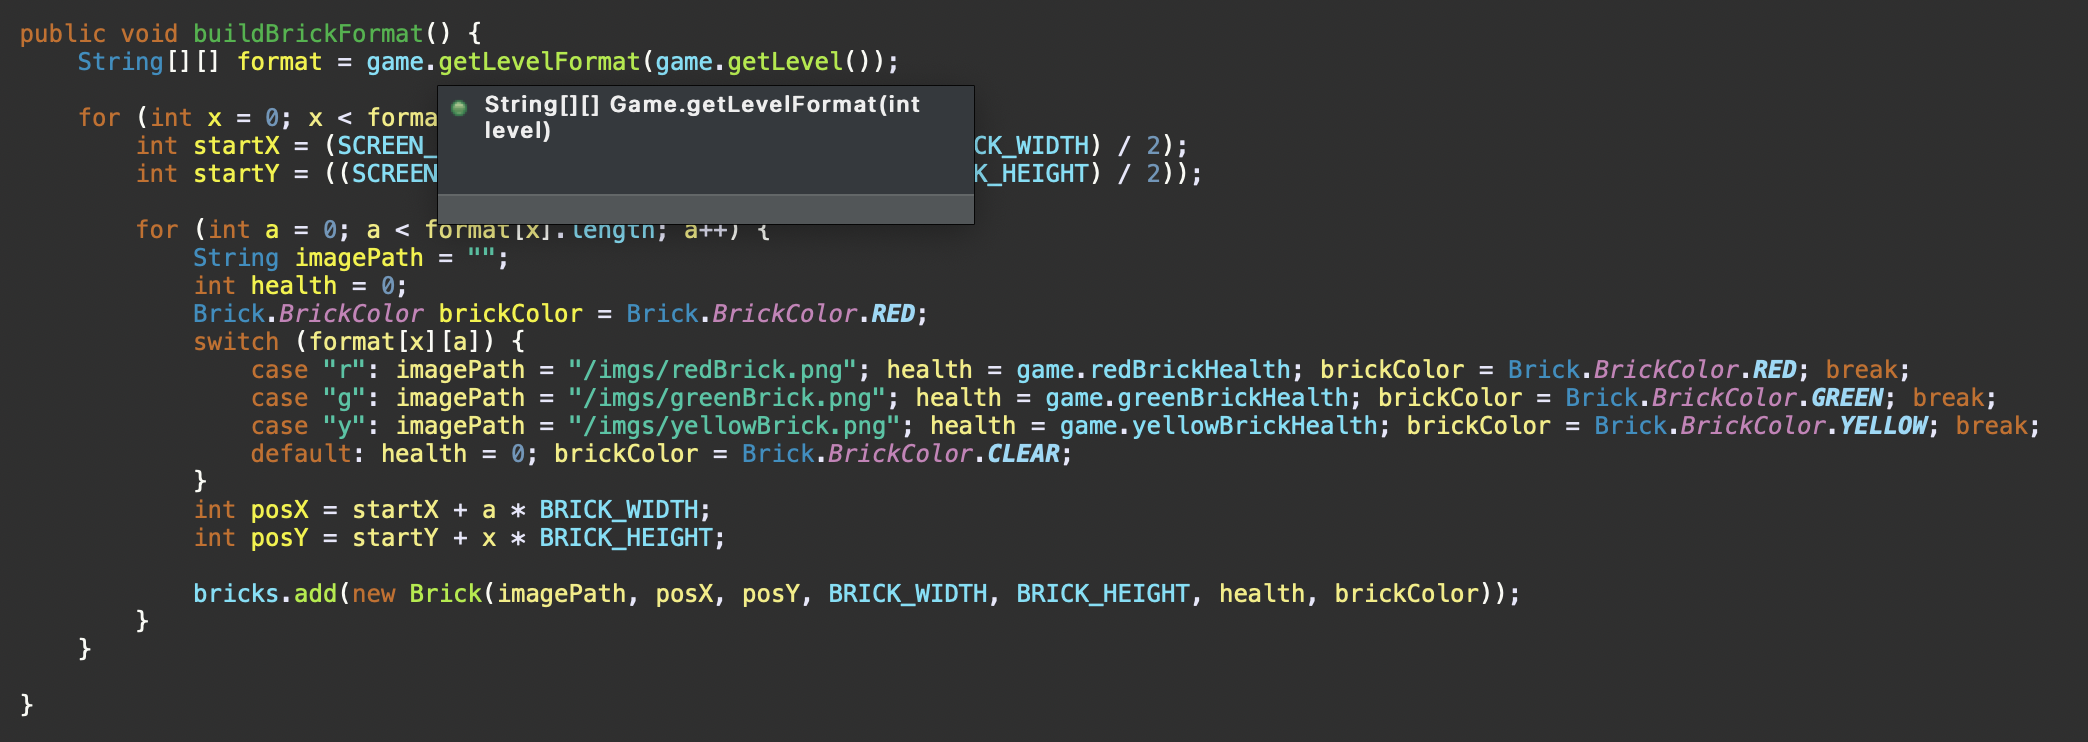 public void buildBrickFormat() {
String[][] format = game.getLevelFormat(game.getLevel());
String[][] Game.getLevelFormat(int
level)
for (int x = 0; x < forma
int startX = (SCREEN_ CK_WIDTH) / 2);
int startY = ((SCREEN K_HEIGHT) / 2));
for (int a = 0; a < format[x].length; a++) {
String imagePath = "";
int health = 0;
Brick.BrickColor brickColor = Brick.BrickColor.RED;
switch (format[x][a]) {
case "r": imagePath = "/imgs/redBrick.png"; health = game.redBrickHealth; brickColor = Brick.BrickColor.RED; break;
case "g": imagePath = "/imgs/greenBrick.png"; health = game.greenBrickHealth; brickColor = Brick.BrickColor.GREEN; break;
case "y": imagePath = "/imgs/yellowBrick.png"; health = game.yellowBrickHealth; brickColor = Brick.BrickColor.YELLOW; break;
default: health = 0; brickColor = Brick.BrickColor.CLEAR;
}
int posX = startX + a * BRICK_WIDTH;
int posY = startY + x * BRICK_HEIGHT;
bricks.add(new Brick(imagePath, posX, posY, BRICK_WIDTH, BRICK_HEIGHT, health, brickColor));
}
}
}